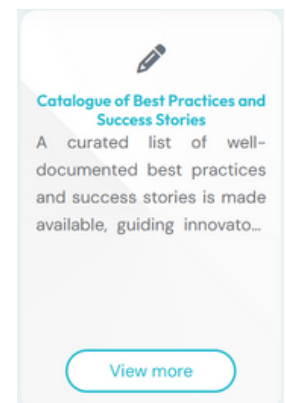 Catalogue of Best Practices and
Success Stories
A curated list of well-
documented best practices
and success stories is made
available, guiding innovato...
View more